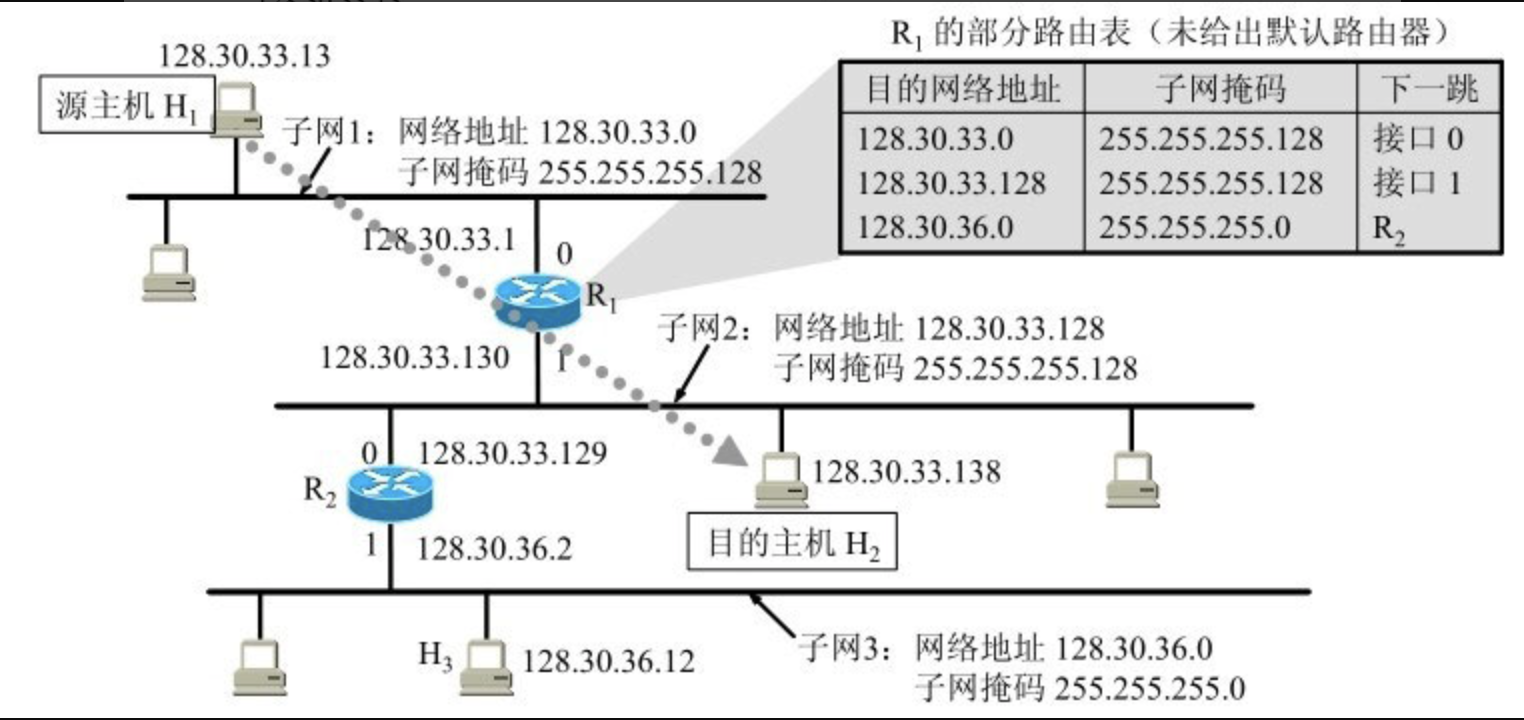 R₁ 的部分路由表（未给出默认路由器）
目的网络地址 子网掩码 下一跳
128.30.33.0 255.255.255.128 接口 0
128.30.33.128 255.255.255.128 接口 1
128.30.36.0 255.255.255.0 R₂
128.30.33.13
源主机 H₁
子网1：网络地址 128.30.33.0
子网掩码 255.255.255.128
128.30.33.1
0
R₁
128.30.33.130
1
子网2：网络地址 128.30.33.128
子网掩码 255.255.255.128
0
128.30.33.129
R₂
128.30.33.138
目的主机 H₂
1
128.30.36.2
H₃
128.30.36.12
子网3：网络地址 128.30.36.0
子网掩码 255.255.255.0